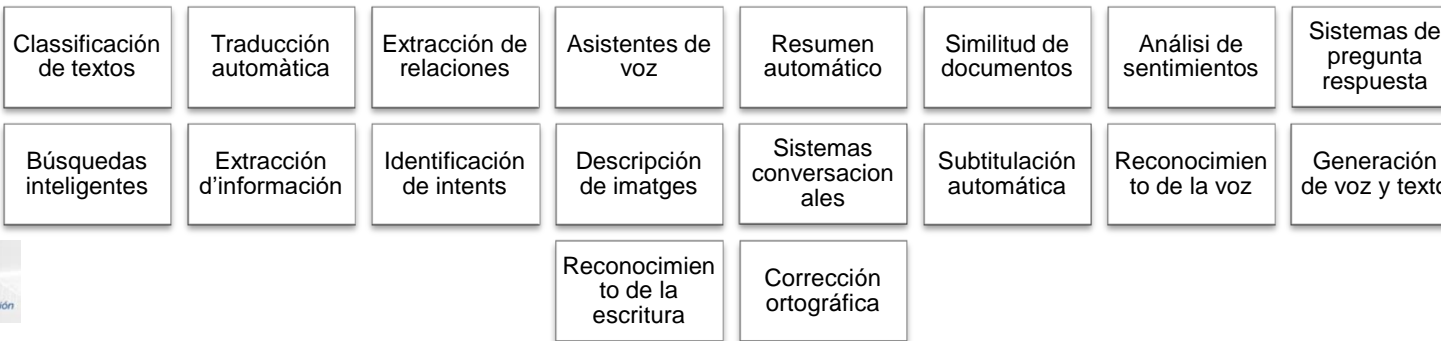 Classificación
de textos
Traducción
automàtica
Extracción de
relaciones
Asistentes de
voz
Resumen
automático
Similitud de
documentos
Análisi de
sentimientos
Sistemas de
pregunta
respuesta
Búsquedas
inteligentes
Extracción
d'información
Identificación
de intents
Descripción
de imatges
Sistemas
conversacion
ales
Subtitulación
automática
Reconocimien
to de la voz
Generación
de voz y texto
Reconocimien
to de la
escritura
Corrección
ortográfica